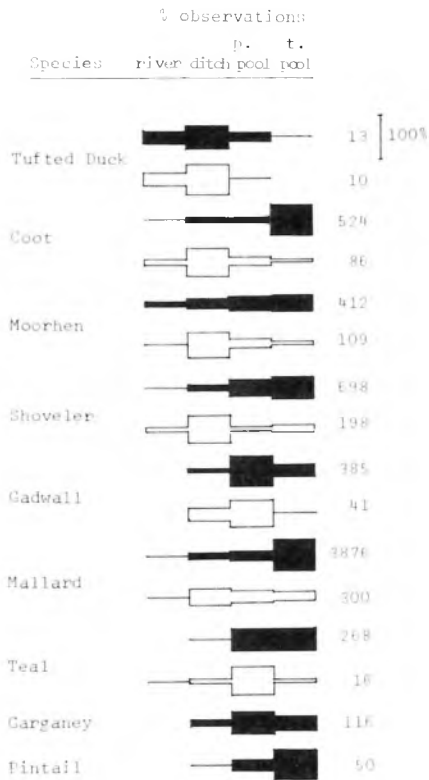 % observations
p. t.
Species river ditch pool pool
13 100%
Tufted Duck
10
524
Coot
86
412
Moorhen
109
698
Shoveler
198
385
Gadwall
41
3876
Mallard
300
268
Teal
16
Garganey 116
Pintail 50